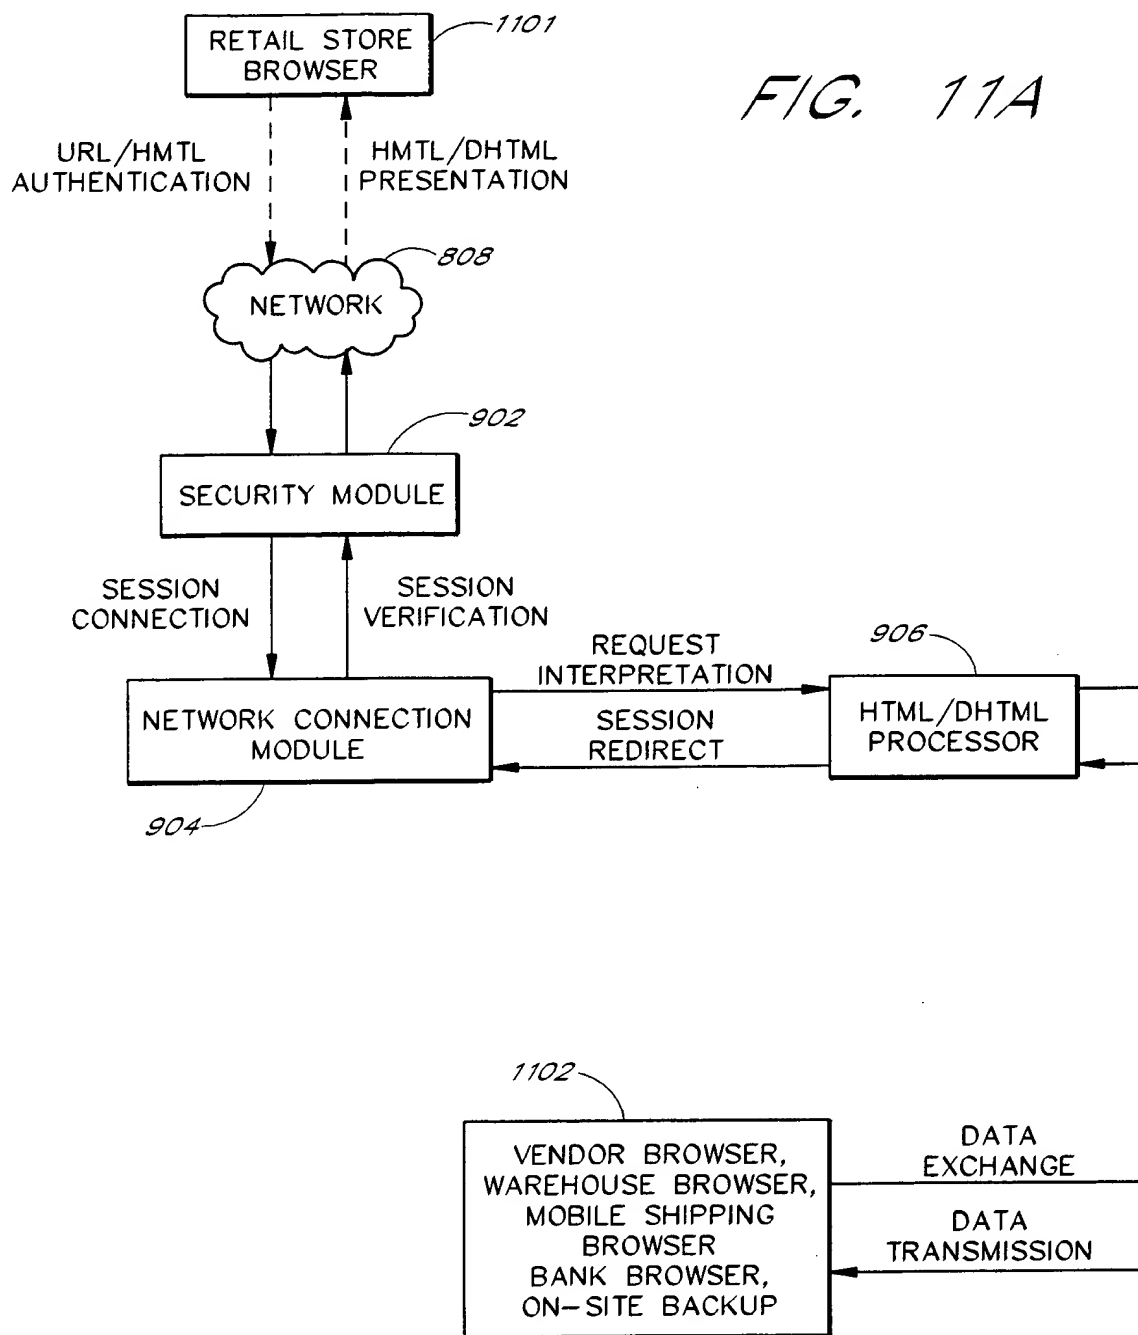 1101
RETAIL STORE
BROWSER
FIG. 11A
URL/HMTL
AUTHENTICATION
HMTL/DHTML
PRESENTATION
808
NETWORK
902
SECURITY MODULE
SESSION
CONNECTION
SESSION
VERIFICATION
REQUEST
INTERPRETATION
906
NETWORK CONNECTION
MODULE
SESSION
REDIRECT
HTML/DHTML
PROCESSOR
904
1102
VENDOR BROWSER,
WAREHOUSE BROWSER,
MOBILE SHIPPING
BROWSER
BANK BROWSER,
ON-SITE BACKUP
DATA
EXCHANGE
DATA
TRANSMISSION